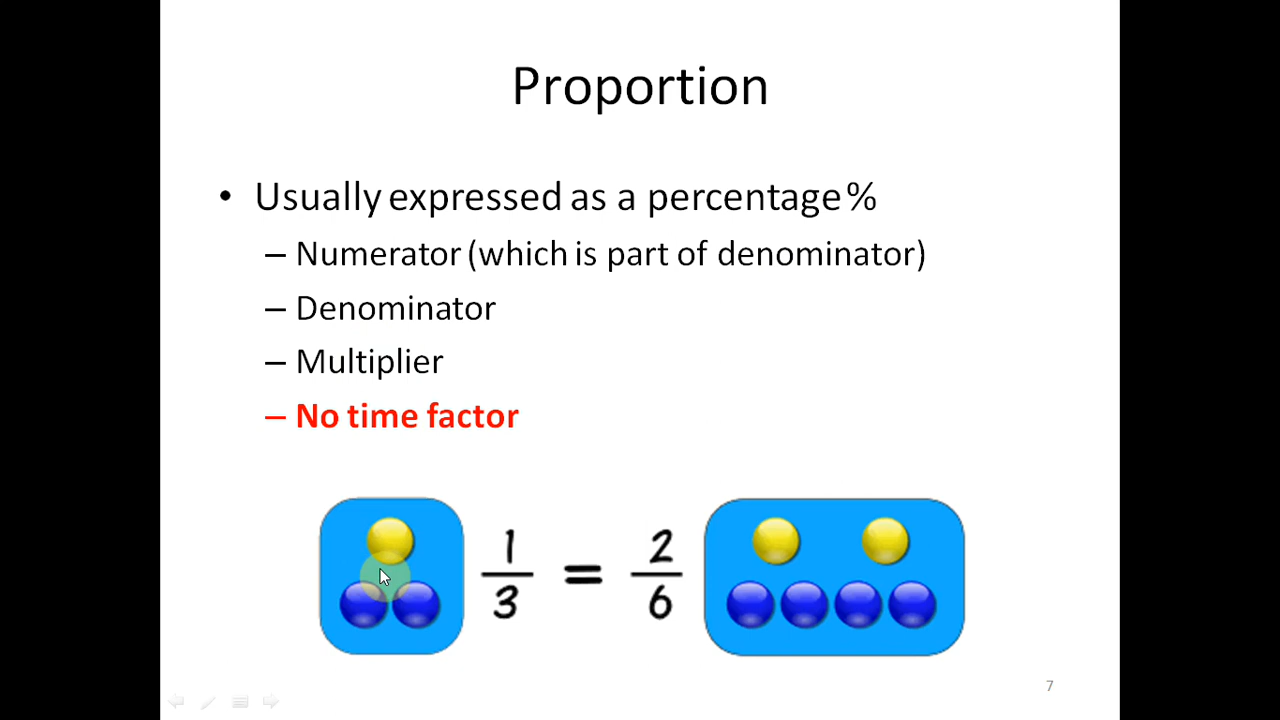 Proportion
• Usually expressed as a percentage %
– Numerator (which is part of denominator)
– Denominator
– Multiplier
– No time factor
1/3 = 2/6
7